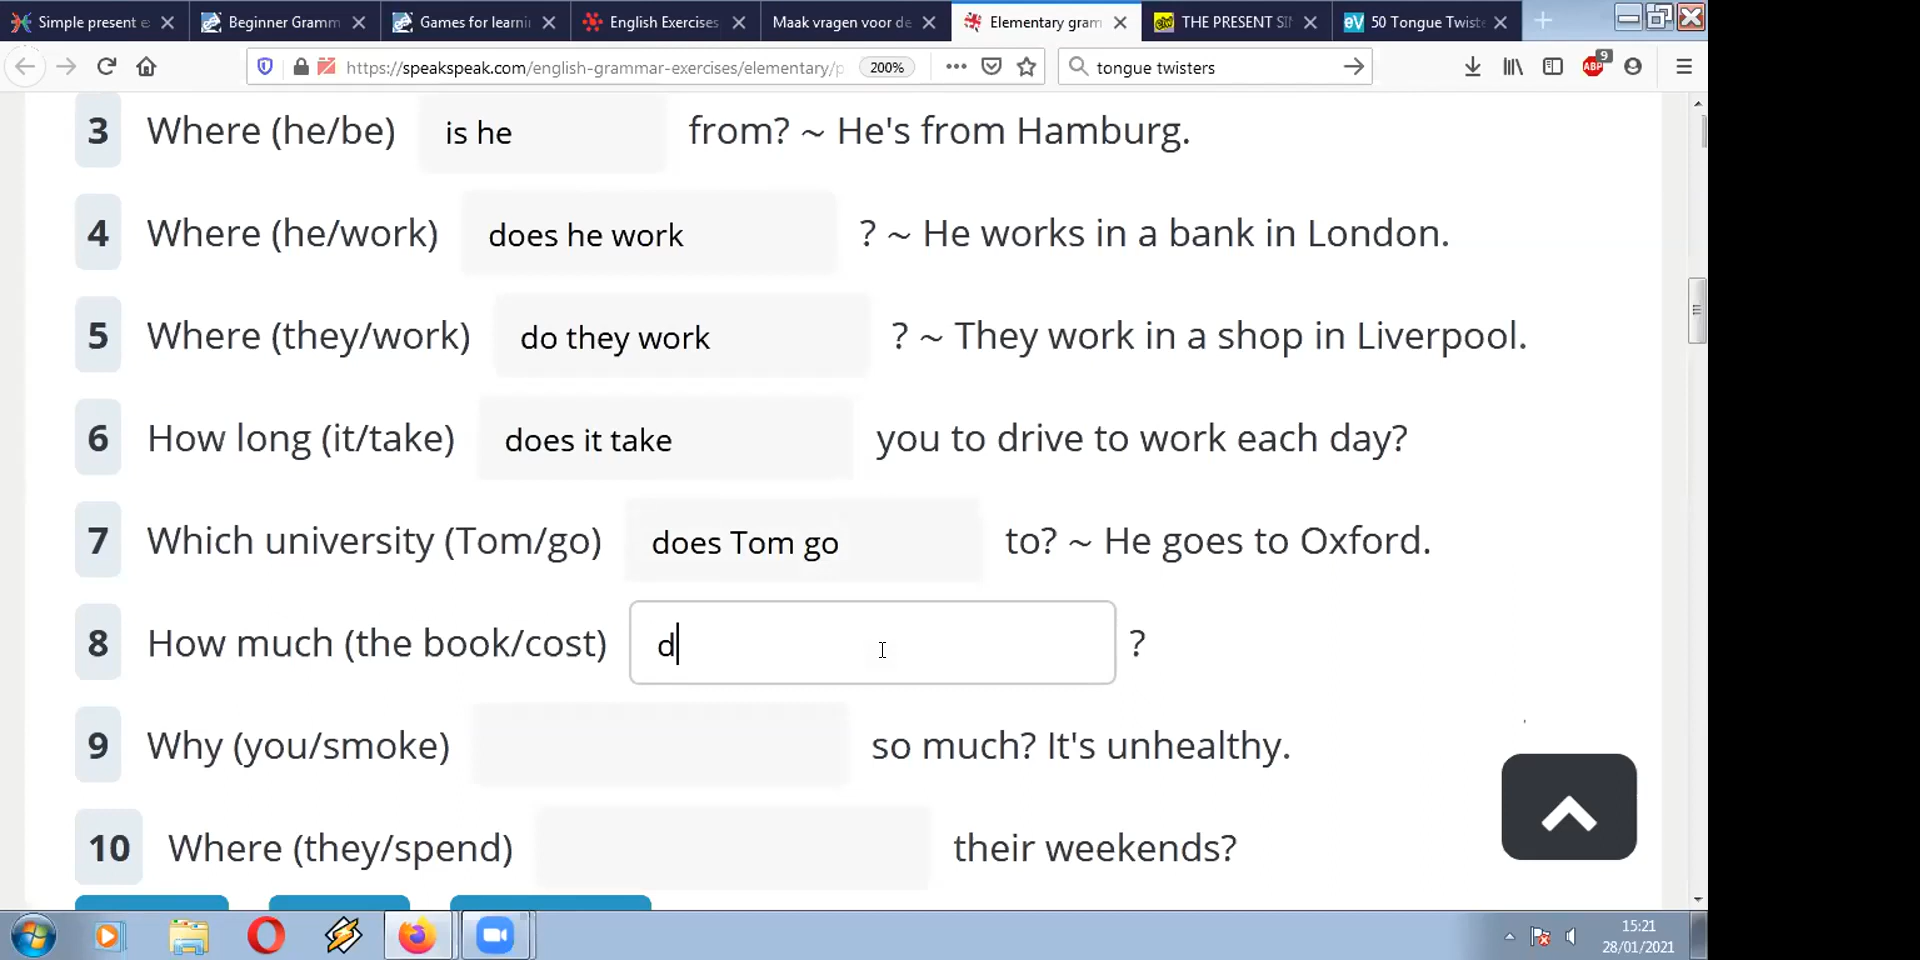 Simple present e
Beginner Gramm
Games for learni
English Exercises
Maak vragen voor de
Elementary gram
THE PRESENT SI
50 Tongue Twist
https://speakspeak.com/english-grammar-exercises/elementary/p
200%
tongue twisters
ABP
9
3 Where (he/be) is he from? ~ He's from Hamburg.
4 Where (he/work) does he work ? ~ He works in a bank in London.
5 Where (they/work) do they work ? ~ They work in a shop in Liverpool.
6 How long (it/take) does it take you to drive to work each day?
7 Which university (Tom/go) does Tom go to? ~ He goes to Oxford.
8 How much (the book/cost) d ?
9 Why (you/smoke) so much? It's unhealthy.
10 Where (they/spend) their weekends?
15:21
28/01/2021